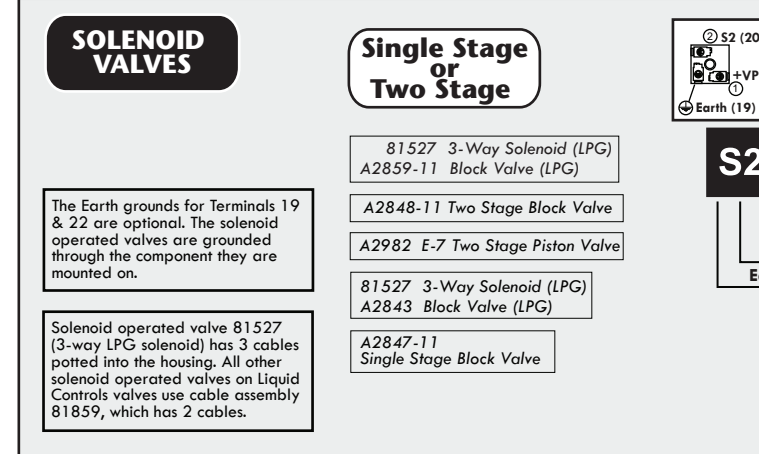 SOLENOID
VALVES
The Earth grounds for Terminals 19
& 22 are optional. The solenoid
operated valves are grounded
through the component they are
mounted on.
Solenoid operated valve 81527
(3-way LPG solenoid) has 3 cables
potted into the housing. All other
solenoid operated valves on Liquid
Controls valves use cable assembly
81859, which has 2 cables.
Single Stage
or
Two Stage
81527 3-Way Solenoid (LPG)
A2859-11 Block Valve (LPG)
A2848-11 Two Stage Block Valve
A2982 E-7 Two Stage Piston Valve
81527 3-Way Solenoid (LPG)
A2843 Block Valve (LPG)
A2847-11
Single Stage Block Valve
② S2 (20
+VP
①
Earth (19)
S2